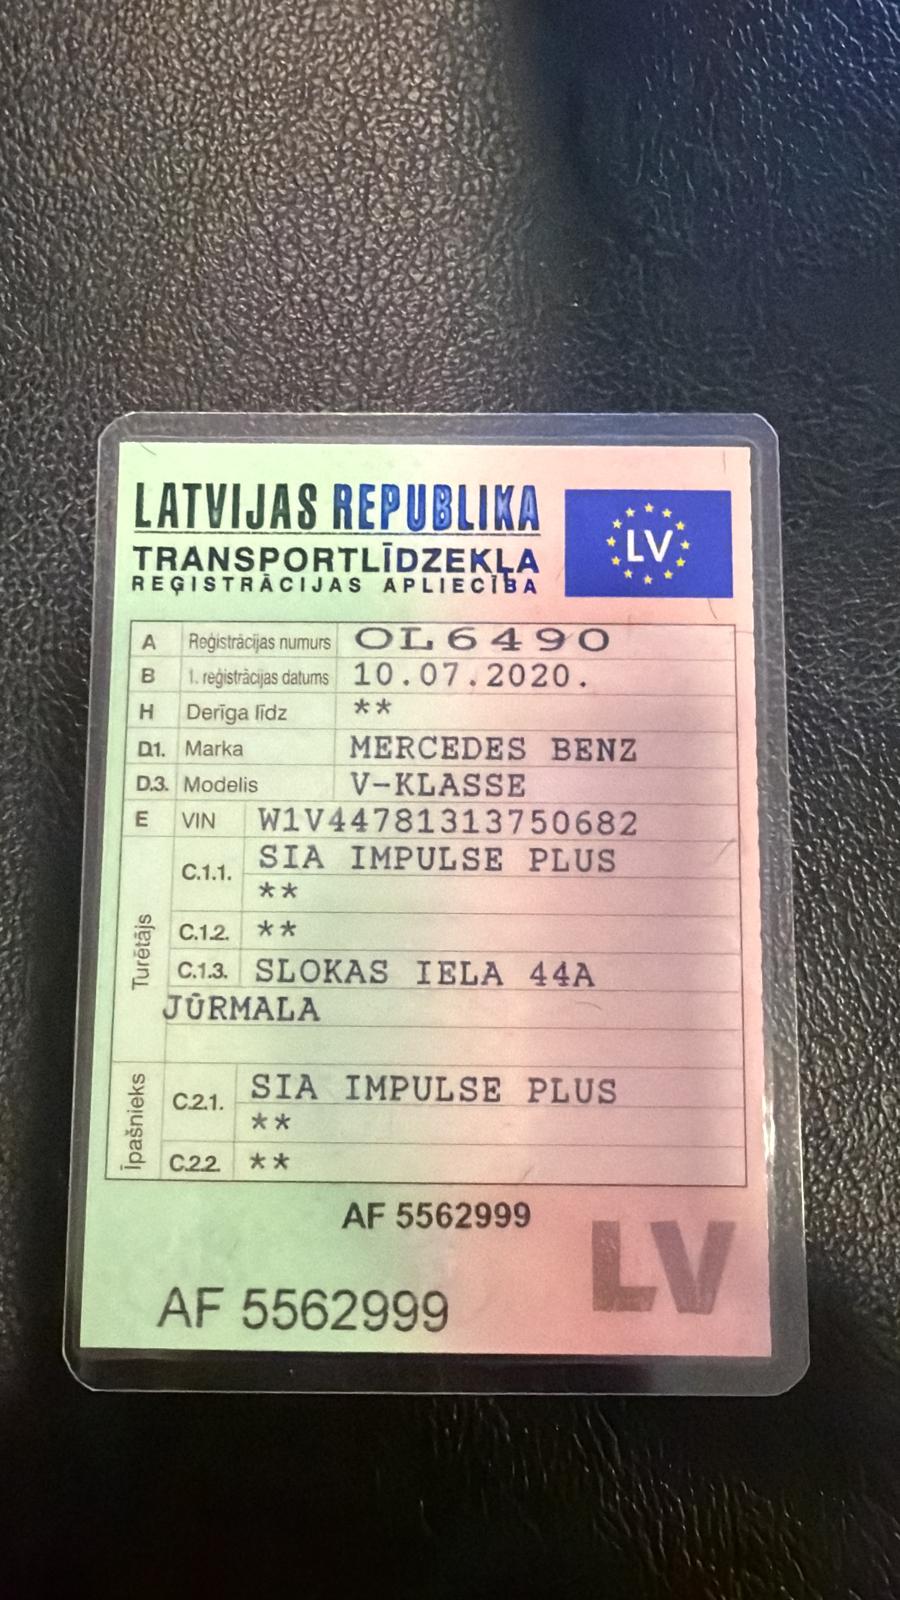 LATVIJAS REPUBLIKA
TRANSPORTLĪDZEKĻA
REĢISTRĀCIJAS APLIECĪBA
LV
A Reģistrācijas numurs OL6490
B 1. reģistrācijas datums 10.07.2020.
H Derīga līdz **
D.1. Marka MERCEDES BENZ
D.3. Modelis V-KLASSE
E VIN W1V44781313750682
Turētājs
C.1.1. SIA IMPULSE PLUS
**
C.1.2. **
C.1.3. SLOKAS IELA 44A
JŪRMALA
Īpašnieks
C.2.1. SIA IMPULSE PLUS
**
C.2.2. **
AF 5562999
LV
AF 5562999